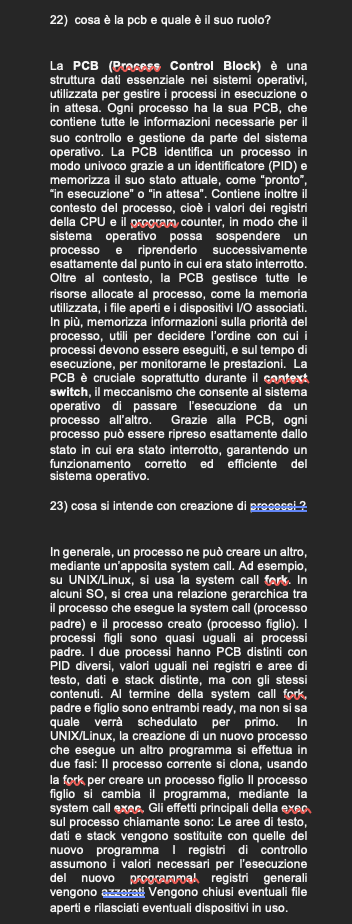 22) cosa è la pcb e quale è il suo ruolo?
La PCB (Process Control Block) è una
struttura dati essenziale nei sistemi operativi,
utilizzata per gestire i processi in esecuzione o
in attesa. Ogni processo ha la sua PCB, che
contiene tutte le informazioni necessarie per il
suo controllo e gestione da parte del sistema
operativo. La PCB identifica un processo in
modo univoco grazie a un identificatore (PID) e
memorizza il suo stato attuale, come “pronto”,
“in esecuzione” o “in attesa”. Contiene inoltre il
contesto del processo, cioè i valori dei registri
della CPU e il program counter, in modo che il
sistema operativo possa sospendere un
processo e riprenderlo successivamente
esattamente dal punto in cui era stato interrotto.
Oltre al contesto, la PCB gestisce tutte le
risorse allocate al processo, come la memoria
utilizzata, i file aperti e i dispositivi I/O associati.
In più, memorizza informazioni sulla priorità del
processo, utili per decidere l’ordine con cui i
processi devono essere eseguiti, e sul tempo di
esecuzione, per monitorarne le prestazioni. La
PCB è cruciale soprattutto durante il context
switch, il meccanismo che consente al sistema
operativo di passare l’esecuzione da un
processo all’altro. Grazie alla PCB, ogni
processo può essere ripreso esattamente dallo
stato in cui era stato interrotto, garantendo un
funzionamento corretto ed efficiente del
sistema operativo.
23) cosa si intende con creazione di processi ?
In generale, un processo ne può creare un altro,
mediante un’apposita system call. Ad esempio,
su UNIX/Linux, si usa la system call fork. In
alcuni SO, si crea una relazione gerarchica tra
il processo che esegue la system call (processo
padre) e il processo creato (processo figlio). I
processi figli sono quasi uguali ai processi
padre. I due processi hanno PCB distinti con
PID diversi, valori uguali nei registri e aree di
testo, dati e stack distinte, ma con gli stessi
contenuti. Al termine della system call fork,
padre e figlio sono entrambi ready, ma non si sa
quale verrà schedulato per primo. In
UNIX/Linux, la creazione di un nuovo processo
che esegue un altro programma si effettua in
due fasi: Il processo corrente si clona, usando
la fork per creare un processo figlio Il processo
figlio si cambia il programma, mediante la
system call exec. Gli effetti principali della exec
sul processo chiamante sono: Le aree di testo,
dati e stack vengono sostituite con quelle del
nuovo programma I registri di controllo
assumono i valori necessari per l’esecuzione
del nuovo programmaI registri generali
vengono azzerati Vengono chiusi eventuali file
aperti e rilasciati eventuali dispositivi in uso.